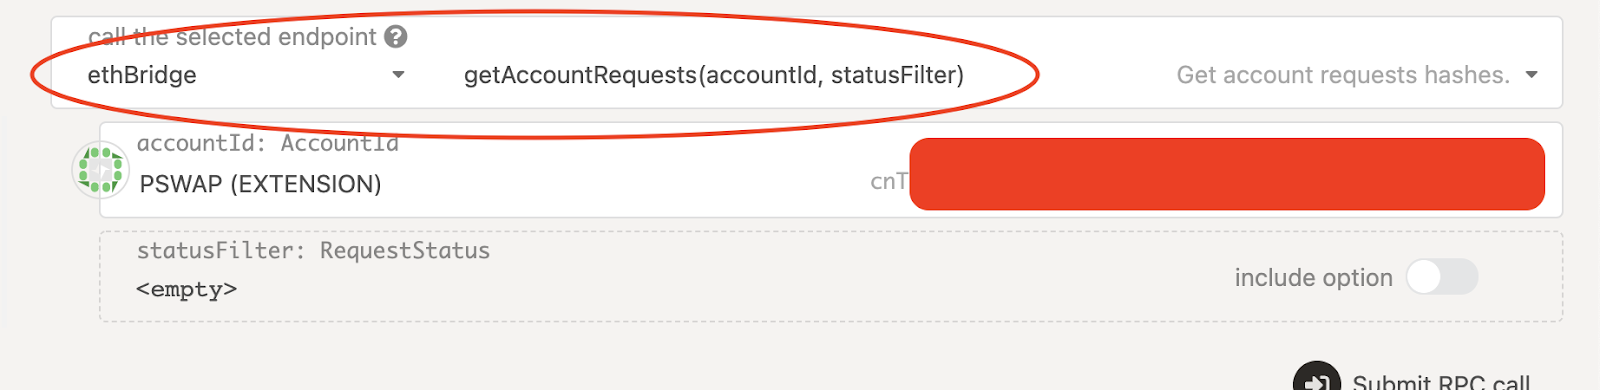 call the selected endpoint ?
ethBridge getAccountRequests(accountId, statusFilter) Get account requests hashes.
accountId: AccountId
PSWAP (EXTENSION) cnT
statusFilter: RequestStatus
<empty> include option
Submit RPC call